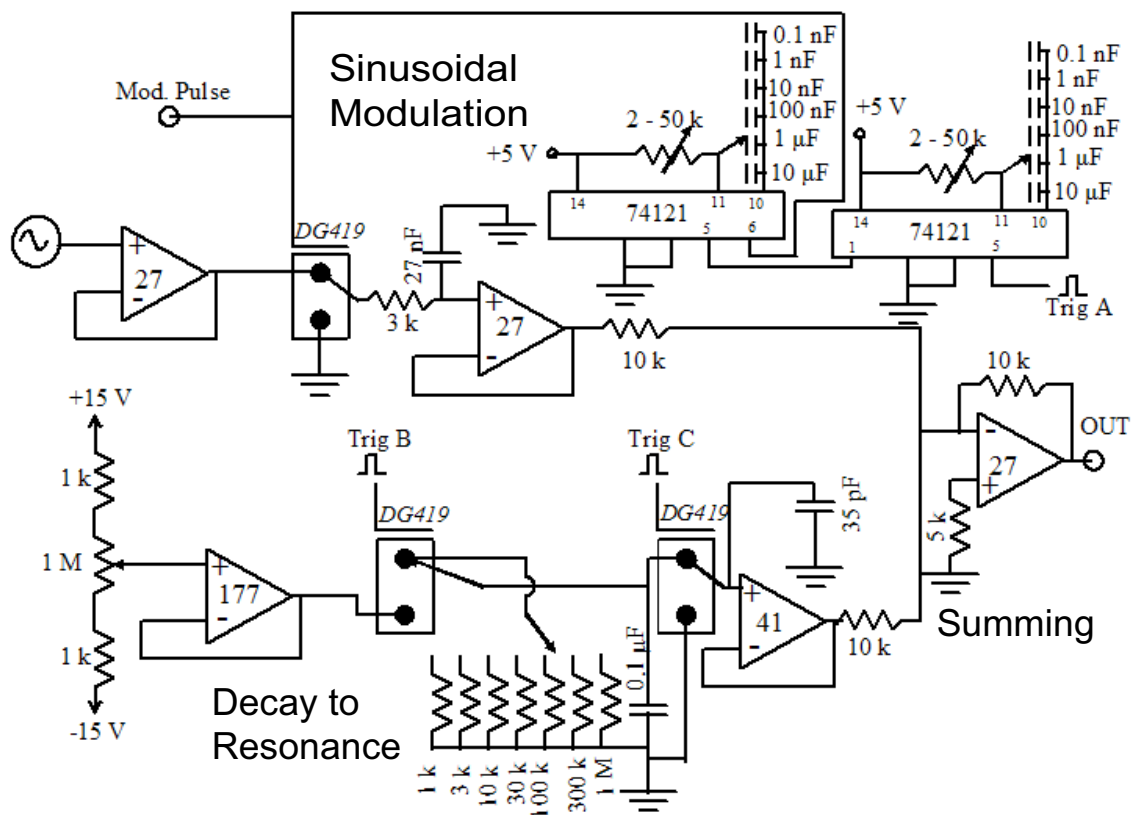 Sinusoidal
Modulation
Mod. Pulse
0.1 nF
1 nF
10 nF
100 nF
1 µF
10 µF
2 - 50 k
+5 V
14
11
10
74121
5
6
0.1 nF
1 nF
10 nF
100 nF
1 µF
10 µF
2 - 50 k
+5 V
14
11
10
1
74121
5
Trig A
+
27
-
DG419
3 k
27 nF
+
27
-
10 k
+15 V
1 k
1 M
1 k
-15 V
+
177
-
Trig B
DG419
Trig C
DG419
35 pF
+
41
-
10 k
0.1 µF
1 k
3 k
10 k
30 k
100 k
300 k
1 M
Decay to
Resonance
10 k
-
27
+
5 k
OUT
Summing